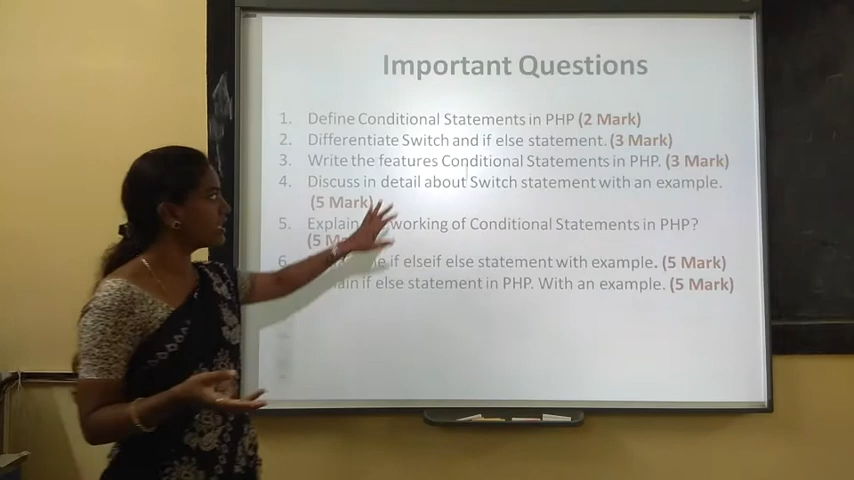 Important Questions
1. Define Conditional Statements in PHP (2 Mark)
2. Differentiate Switch and if else statement. (3 Mark)
3. Write the features Conditional Statements in PHP. (3 Mark)
4. Discuss in detail about Switch statement with an example.
(5 Mark)
5. Explain working of Conditional Statements in PHP?
(5 Mark)
6. if elseif else statement with example. (5 Mark)
if else statement in PHP. With an example. (5 Mark)